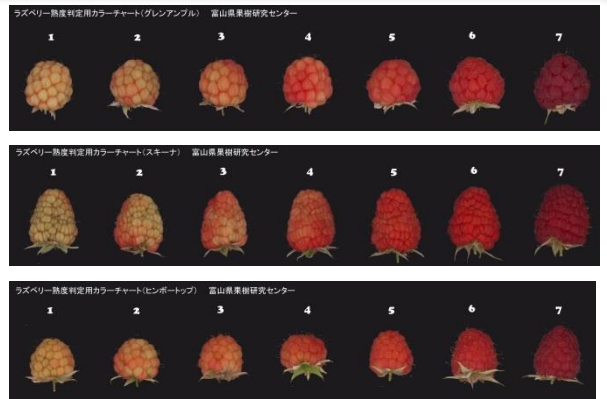 ラズベリー熟度判定用カラーチャート(グレンアンプル) 富山県果樹研究センター
1 2 3 4 5 6 7
ラズベリー熟度判定用カラーチャート(スキーナ) 富山県果樹研究センター
1 2 3 4 5 6 7
ラズベリー熟度判定用カラーチャート(ヒンボートップ) 富山県果樹研究センター
1 2 3 4 5 6 7